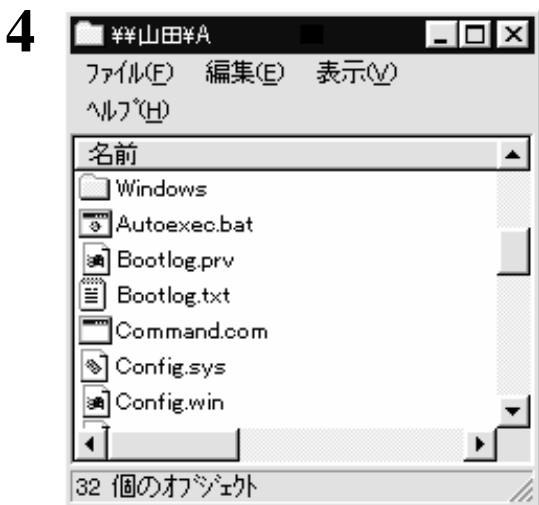 4
¥¥山田¥A
ﾌｧｲﾙ(F) 編集(E) 表示(V)
ﾍﾙﾌﾟ(H)
名前
Windows
Autoexec.bat
Bootlog.prv
Bootlog.txt
Command.com
Config.sys
Config.win
32 個のｵﾌﾞｼﾞｪｸﾄ